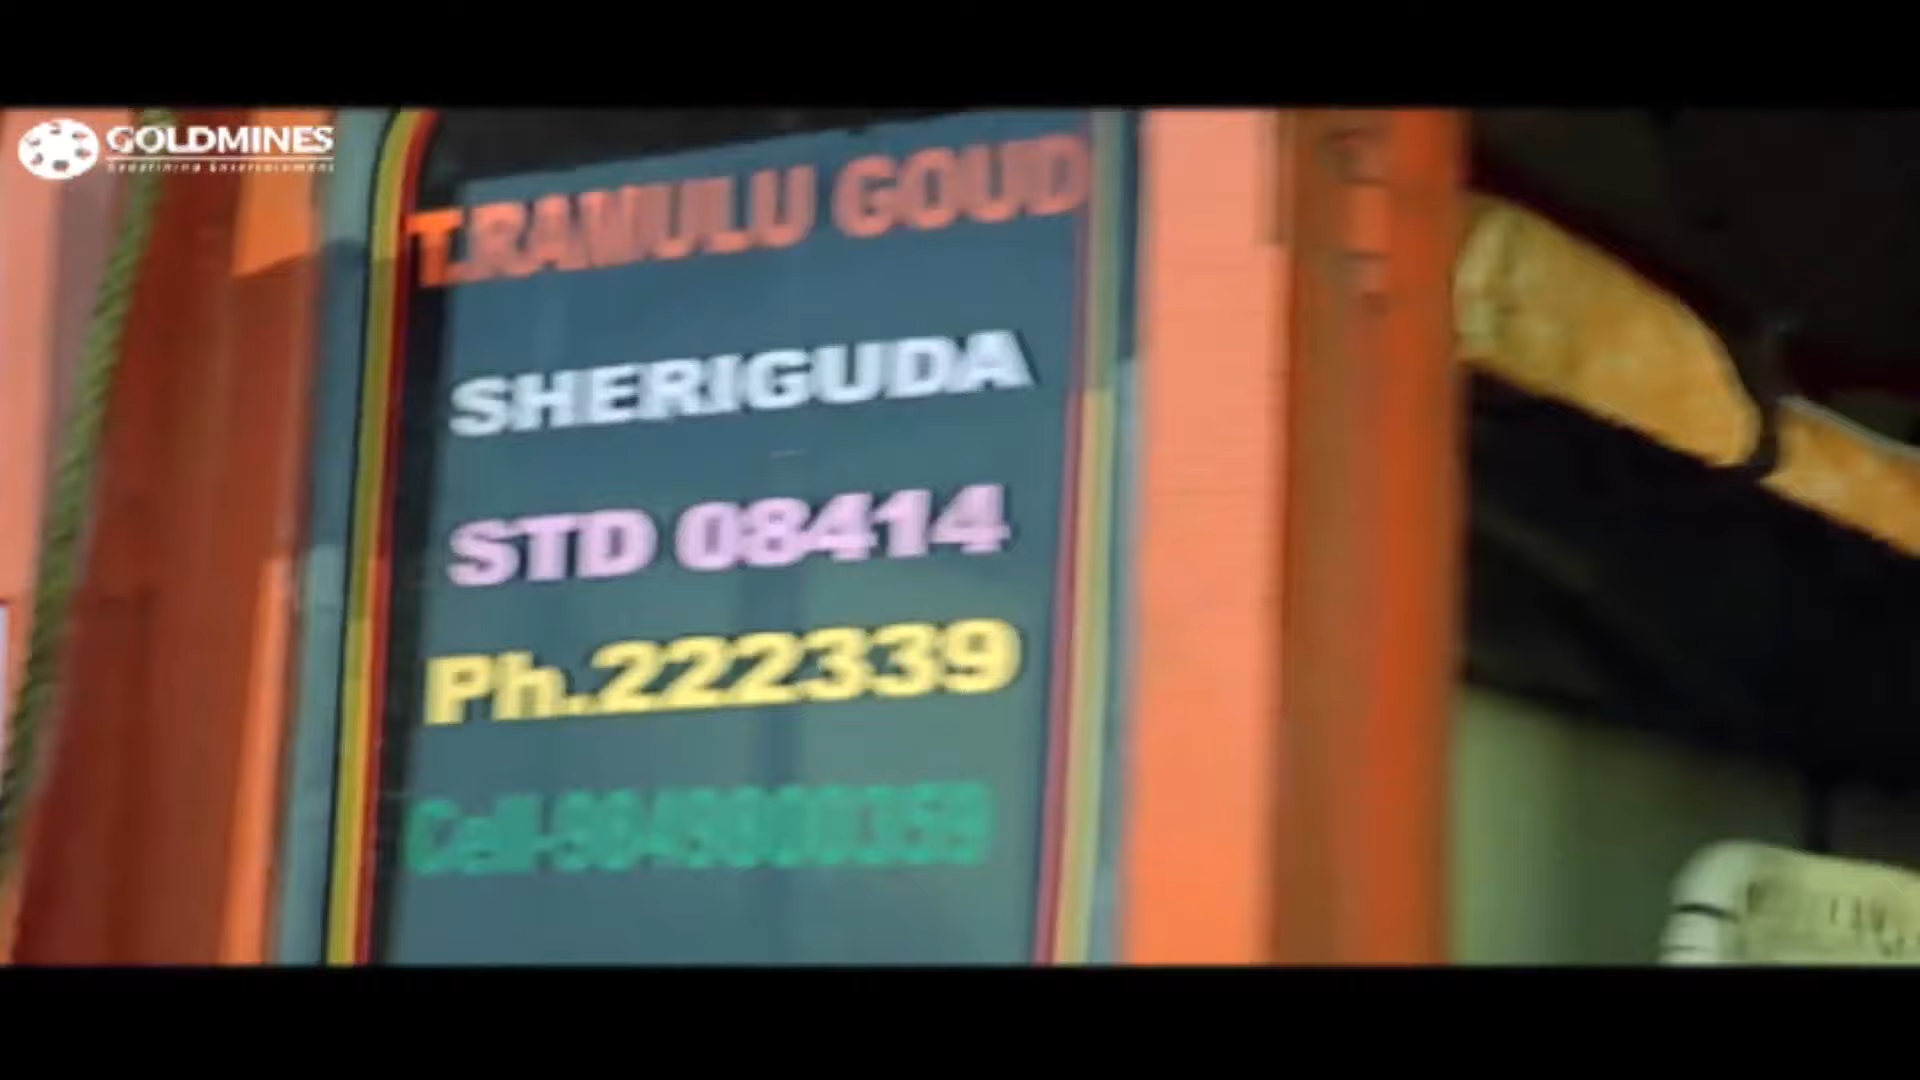 GOLDMINES
T.RAMULU GOUD
SHERIGUDA
STD 08414
Ph.222339